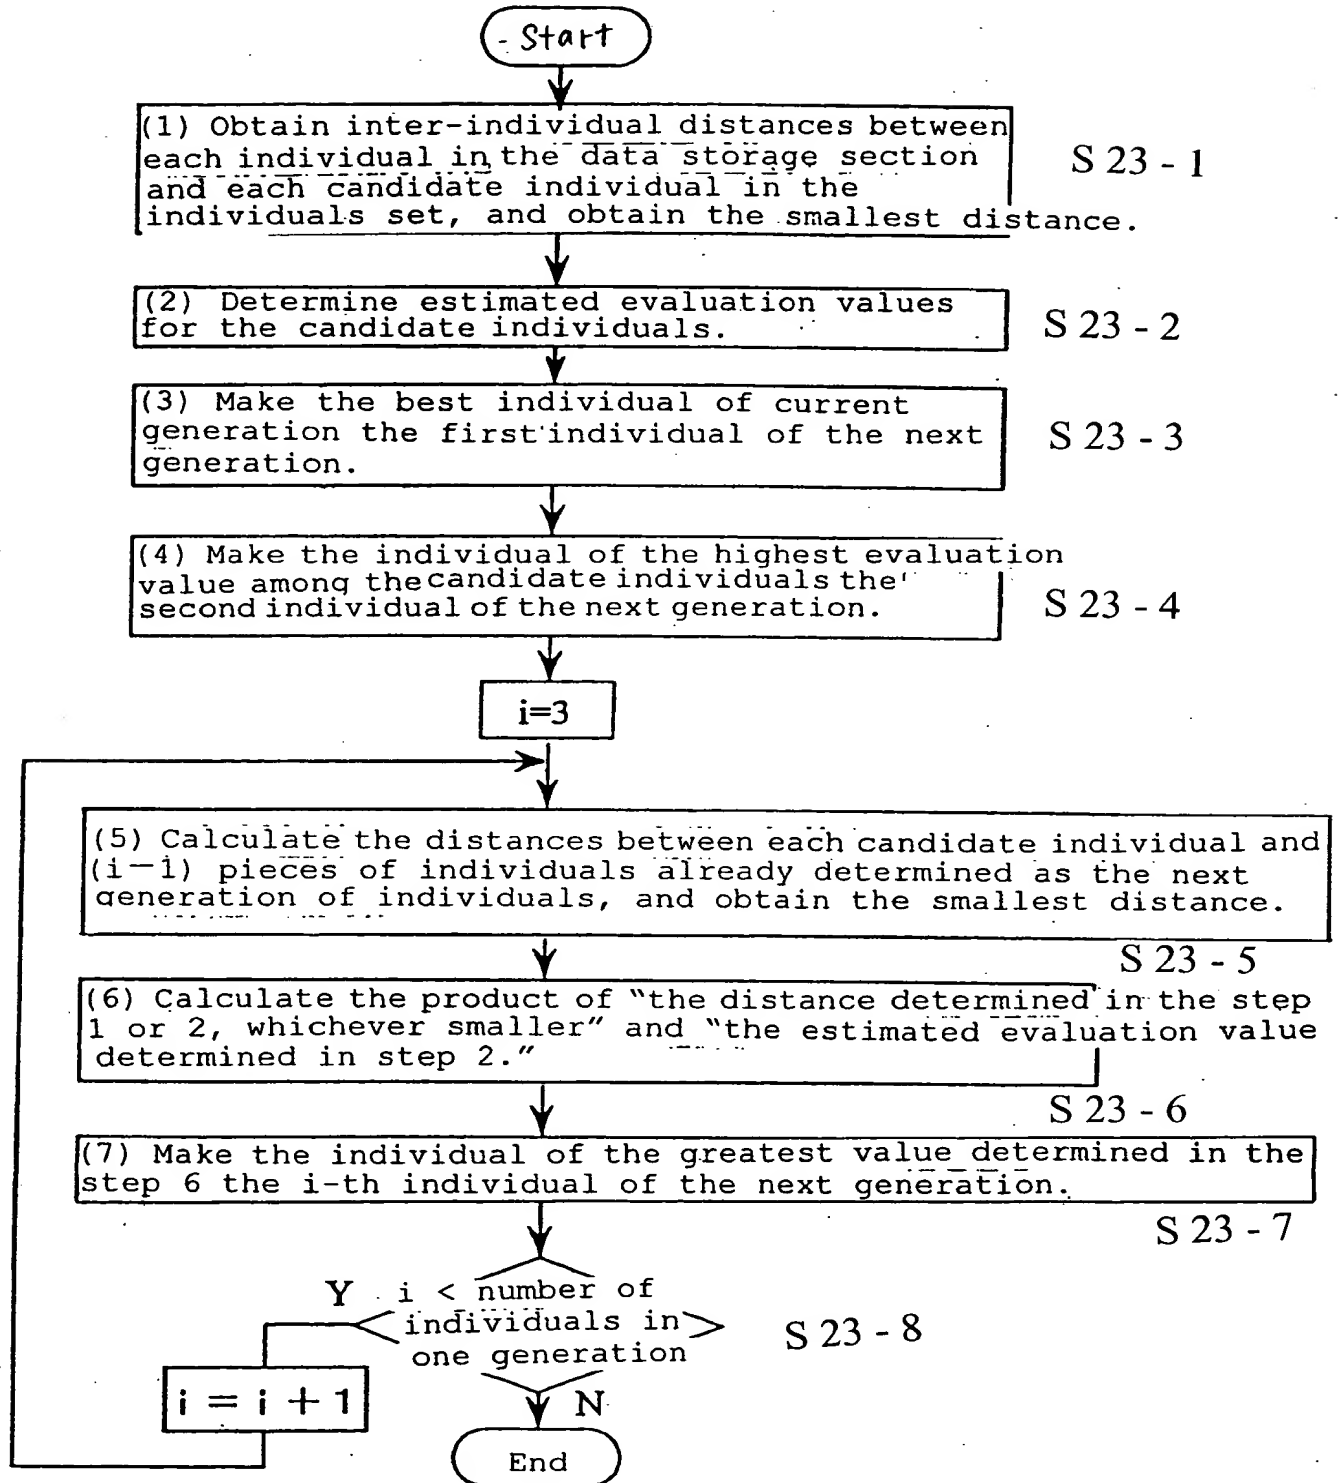 Start
(1) Obtain inter-individual distances between
each individual in the data storage section
and each candidate individual in the
individuals set, and obtain the smallest distance.
S 23 - 1
(2) Determine estimated evaluation values
for the candidate individuals.
S 23 - 2
(3) Make the best individual of current
generation the first individual of the next
generation.
S 23 - 3
(4) Make the individual of the highest evaluation
value among the candidate individuals the
second individual of the next generation.
S 23 - 4
i=3
(5) Calculate the distances between each candidate individual and
(i−1) pieces of individuals already determined as the next
generation of individuals, and obtain the smallest distance.
S 23 - 5
(6) Calculate the product of "the distance determined in the step
1 or 2, whichever smaller" and "the estimated evaluation value
determined in step 2."
S 23 - 6
(7) Make the individual of the greatest value determined in the
step 6 the i-th individual of the next generation.
S 23 - 7
Y
i < number of
individuals in
one generation
S 23 - 8
i = i + 1
N
End